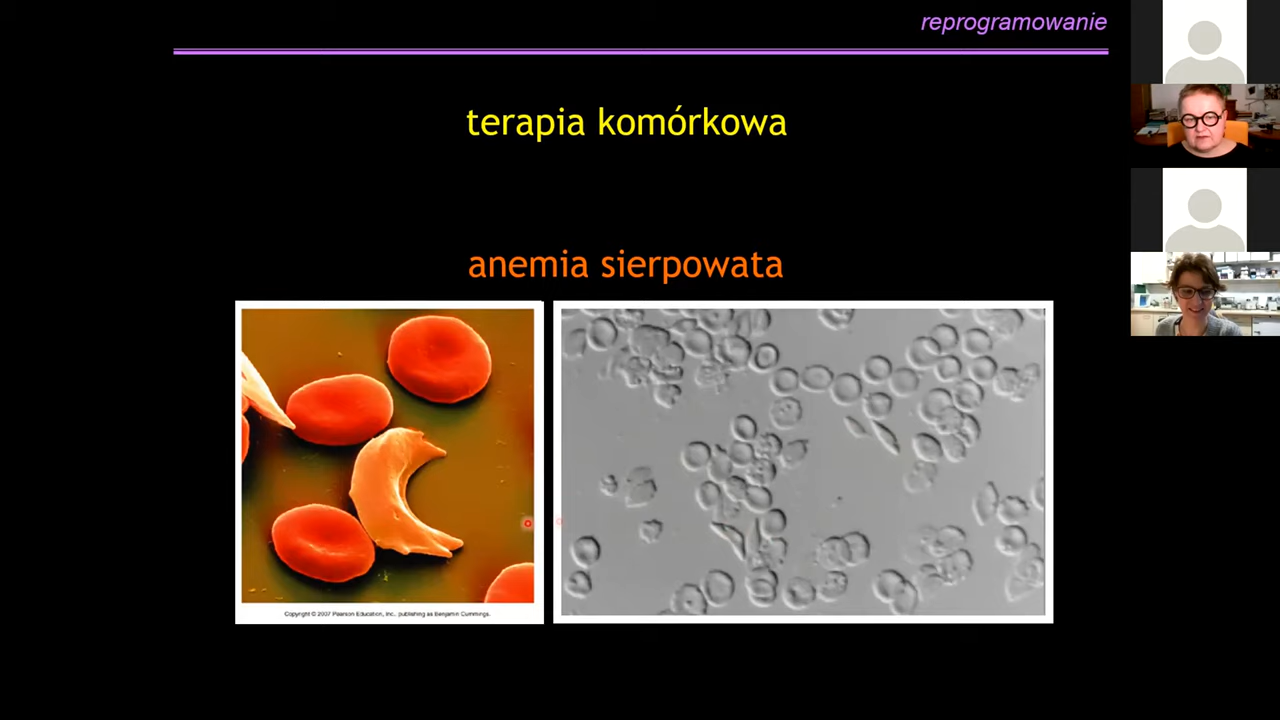 reprogramowanie
terapia komórkowa
anemia sierpowata
Copyright © 2007 Pearson Education, Inc., publishing as Benjamin Cummings.